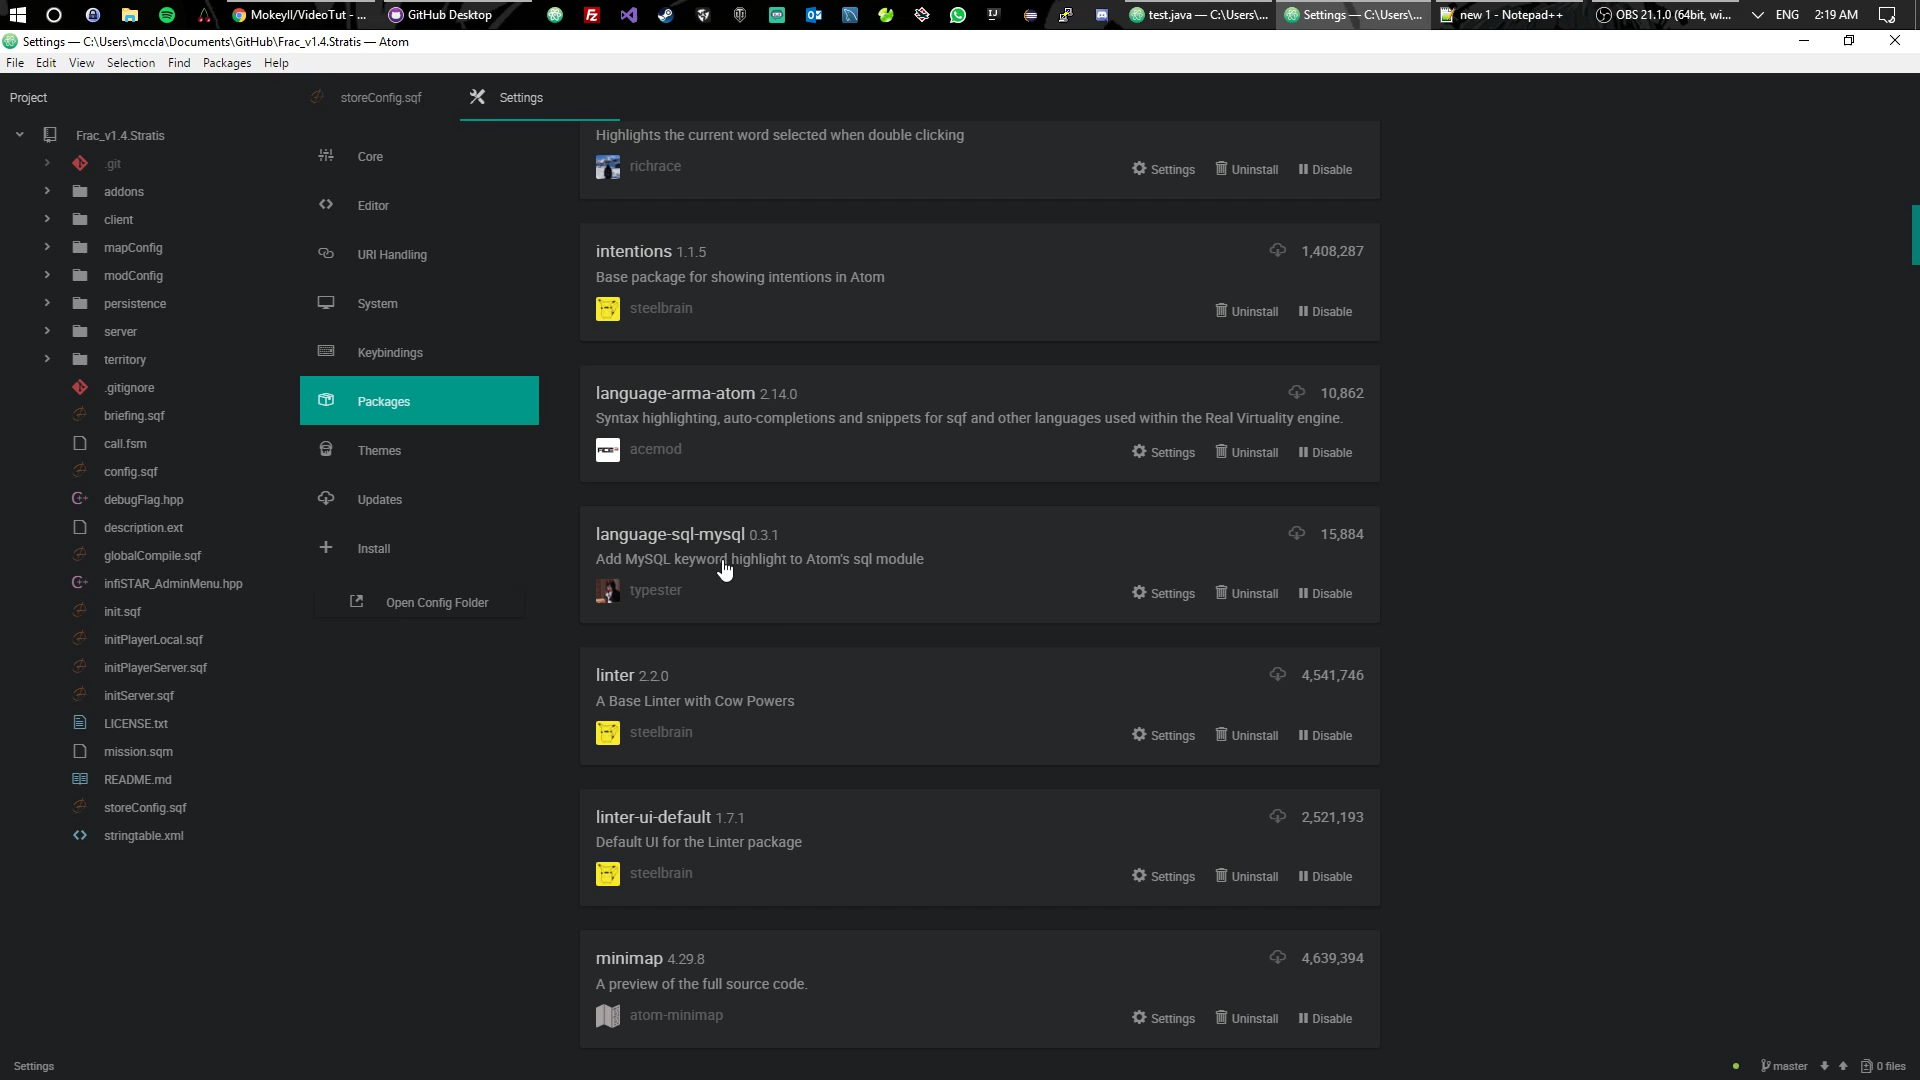 Mokeyll/VideoTut - ...
GitHub Desktop
test.java — C:\Users\...
Settings — C:\Users\...
new 1 - Notepad++
OBS 21.1.0 (64bit, wi...
ENG
2:19 AM
Settings — C:\Users\mccla\Documents\GitHub\Frac_v1.4.Stratis — Atom
File Edit View Selection Find Packages Help
Project
storeConfig.sqf
Settings
Frac_v1.4.Stratis
.git
addons
client
mapConfig
modConfig
persistence
server
territory
.gitignore
briefing.sqf
call.fsm
config.sqf
debugFlag.hpp
description.ext
globalCompile.sqf
infiSTAR_AdminMenu.hpp
init.sqf
initPlayerLocal.sqf
initPlayerServer.sqf
initServer.sqf
LICENSE.txt
mission.sqm
README.md
storeConfig.sqf
stringtable.xml
Core
Editor
URI Handling
System
Keybindings
Packages
Themes
Updates
Install
Open Config Folder
Highlights the current word selected when double clicking
richrace
Settings Uninstall Disable
intentions 1.1.5
1,408,287
Base package for showing intentions in Atom
steelbrain
Uninstall Disable
language-arma-atom 2.14.0
10,862
Syntax highlighting, auto-completions and snippets for sqf and other languages used within the Real Virtuality engine.
acemod
Settings Uninstall Disable
language-sql-mysql 0.3.1
15,884
Add MySQL keyword highlight to Atom's sql module
typester
Settings Uninstall Disable
linter 2.2.0
4,541,746
A Base Linter with Cow Powers
steelbrain
Settings Uninstall Disable
linter-ui-default 1.7.1
2,521,193
Default UI for the Linter package
steelbrain
Settings Uninstall Disable
minimap 4.29.8
4,639,394
A preview of the full source code.
atom-minimap
Settings Uninstall Disable
Settings
master
0 files